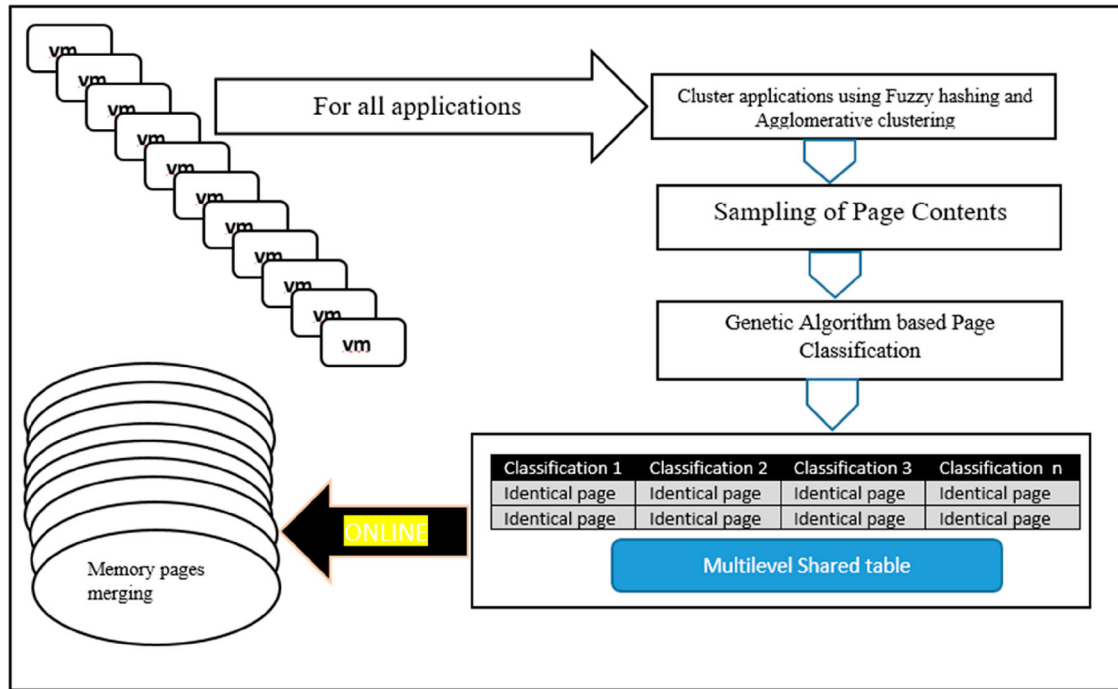 vm
vm
vm
vm
vm
vm
vm
vm
vm
vm
vm
For all applications
Cluster applications using Fuzzy hashing and
Agglomerative clustering
Sampling of Page Contents
Genetic Algorithm based Page
Classification
Classification 1 Classification 2 Classification 3 Classification n
Identical page Identical page Identical page Identical page
Identical page Identical page Identical page Identical page
Multilevel Shared table
ONLINE
Memory pages
merging